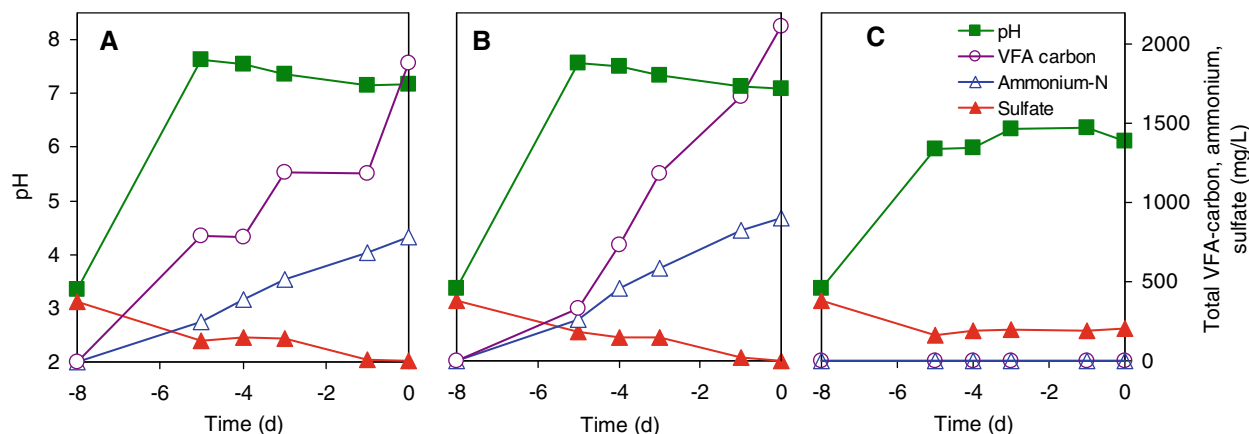 A
B
C
pH
VFA carbon
Ammonium-N
Sulfate
8
7
6
5
4
3
2
pH
2000
1500
1000
500
0
Total VFA-carbon, ammonium,
sulfate (mg/L)
-8 -6 -4 -2 0
-8 -6 -4 -2 0
-8 -6 -4 -2 0
Time (d)
Time (d)
Time (d)